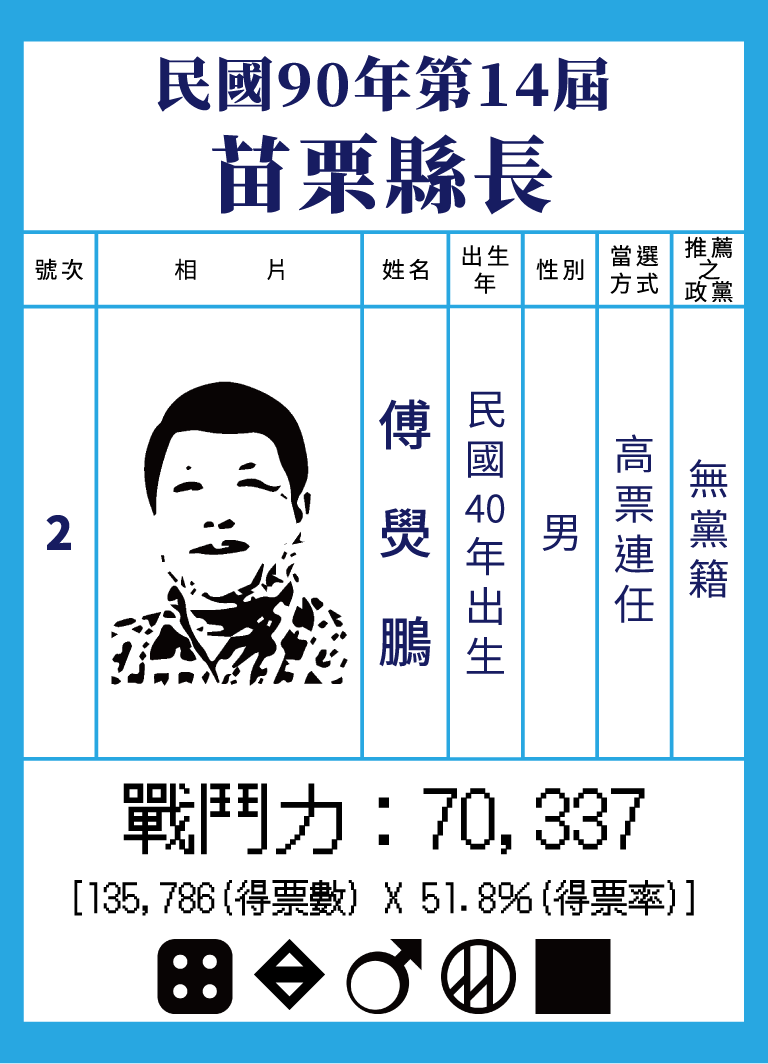 民國90年第14屆
苗栗縣長
號次
相 片
姓名
出生
年
性別
當選
方式
推薦
之
政黨
2
傅䅿鵬
民國40年出生
男
高票連任
無黨籍
戰鬥力：70,337
[135,786(得票數) X 51.8%(得票率)]